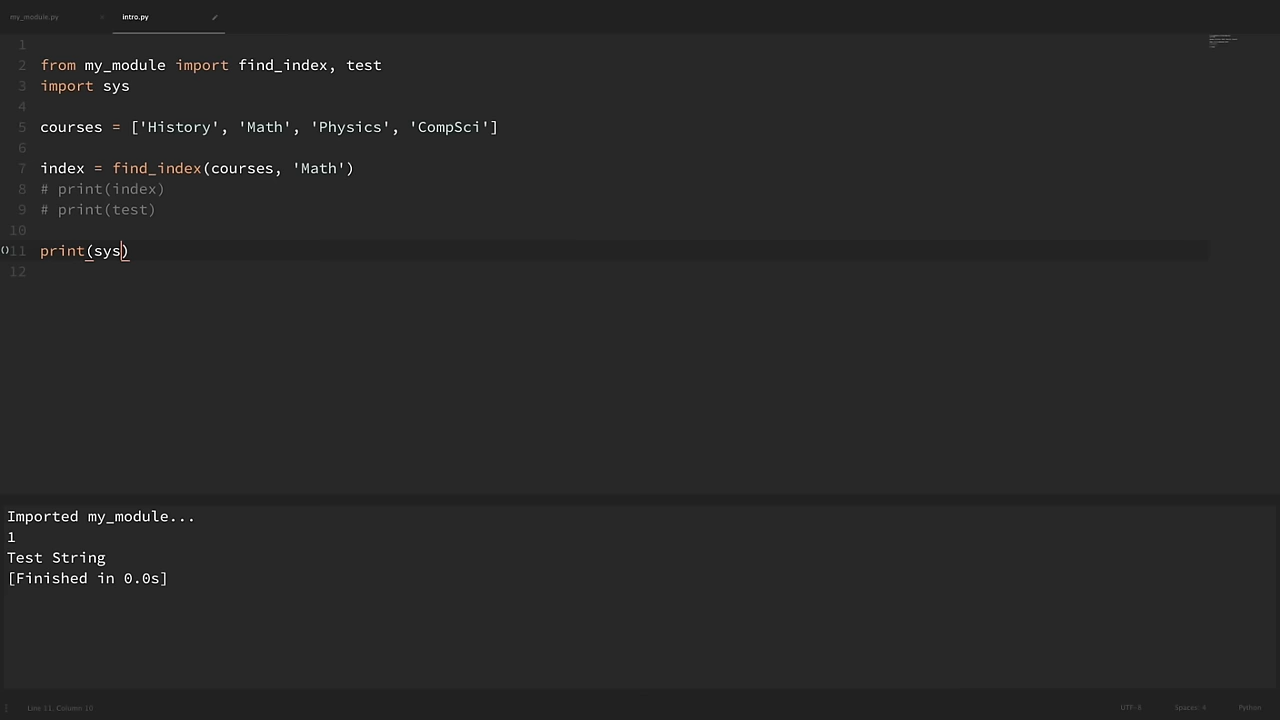 my_module.py
intro.py
1
2 from my_module import find_index, test
3 import sys
4
5 courses = ['History', 'Math', 'Physics', 'CompSci']
6
7 index = find_index(courses, 'Math')
8 # print(index)
9 # print(test)
10
()11 print(sys)
12
Imported my_module...
1
Test String
[Finished in 0.0s]
Line 11, Column 10
UTF-8
Spaces: 4
Python